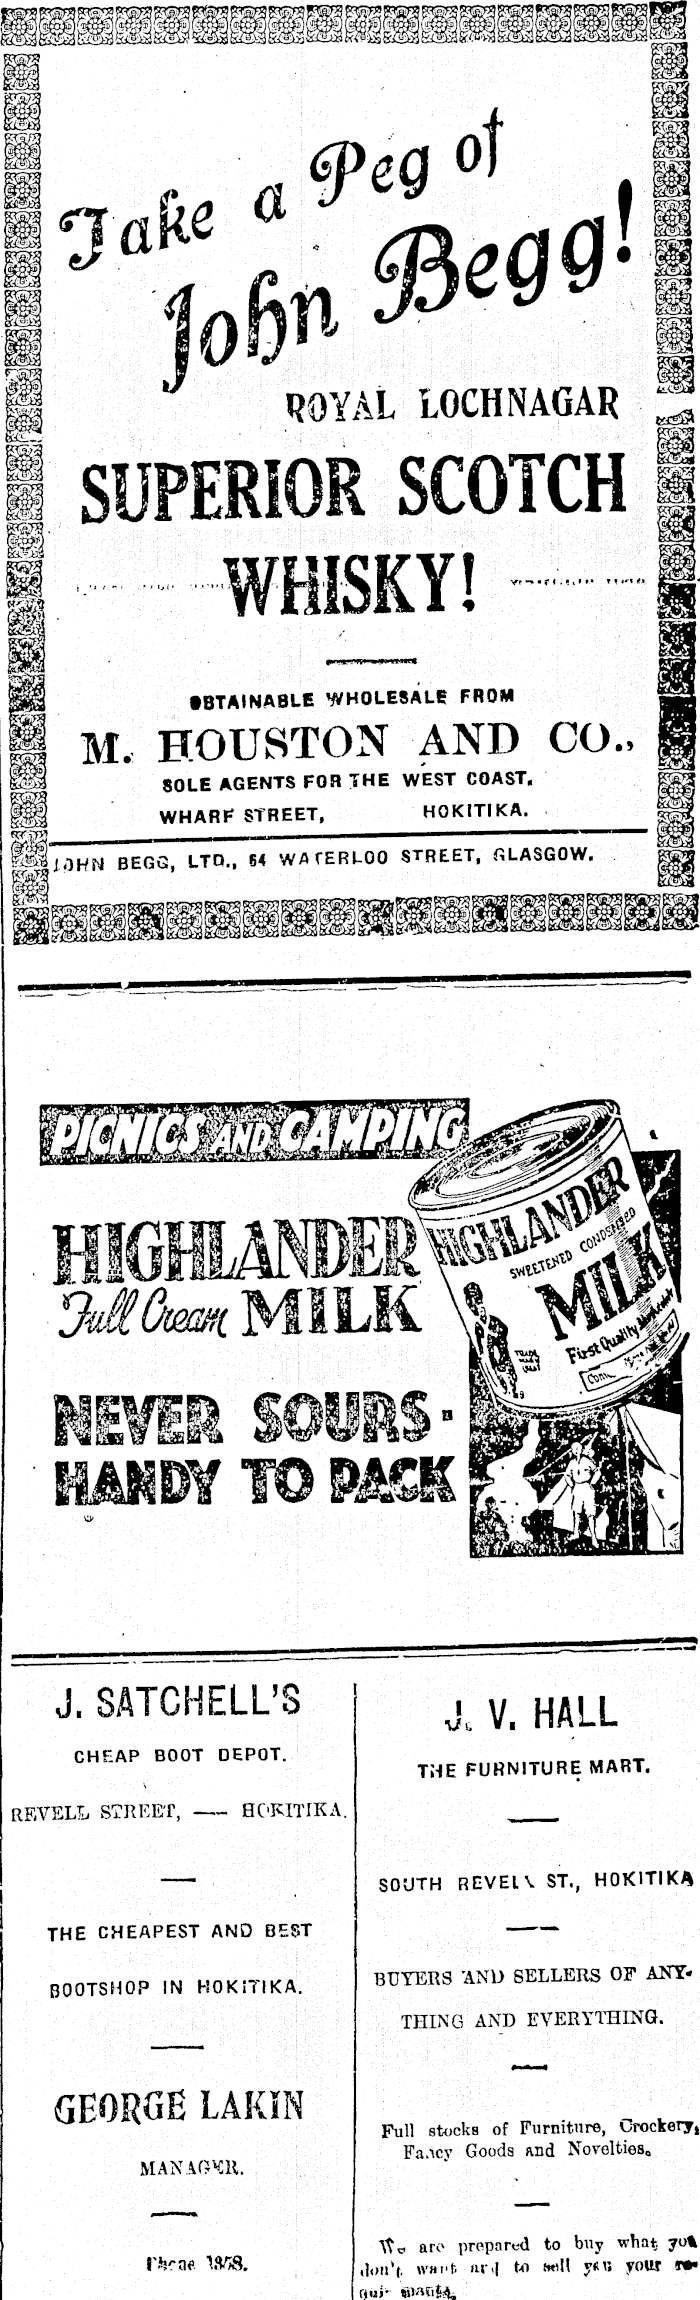 Take a Peg of
John Begg!
ROYAL LOCHNAGAR
SUPERIOR SCOTCH
WHISKY!
OBTAINABLE WHOLESALE FROM
M. HOUSTON AND CO.,
SOLE AGENTS FOR THE WEST COAST.
WHARF STREET, HOKITIKA.
JOHN BEGG, LTD., 64 WATERLOO STREET, GLASGOW.
PICNICS AND CAMPING
HIGHLANDER
Full Cream MILK
NEVER SOURS -
HANDY TO PACK
HIGHLANDER
SWEETENED CONDENSED
MILK
First Quality
TRADE
MARK
J. SATCHELL'S
CHEAP BOOT DEPOT.
REVELL STREET, — HOKITIKA.
THE CHEAPEST AND BEST
BOOTSHOP IN HOKITIKA.
GEORGE LAKIN
MANAGER.
Phone
J. V. HALL
THE FURNITURE MART.
SOUTH REVELL ST., HOKITIKA
BUYERS AND SELLERS OF ANY-
THING AND EVERYTHING.
Full stocks of Furniture, Crockery,
Fancy Goods and Novelties.
We are prepared to buy what you
don't want and to sell you your re-
quirements.